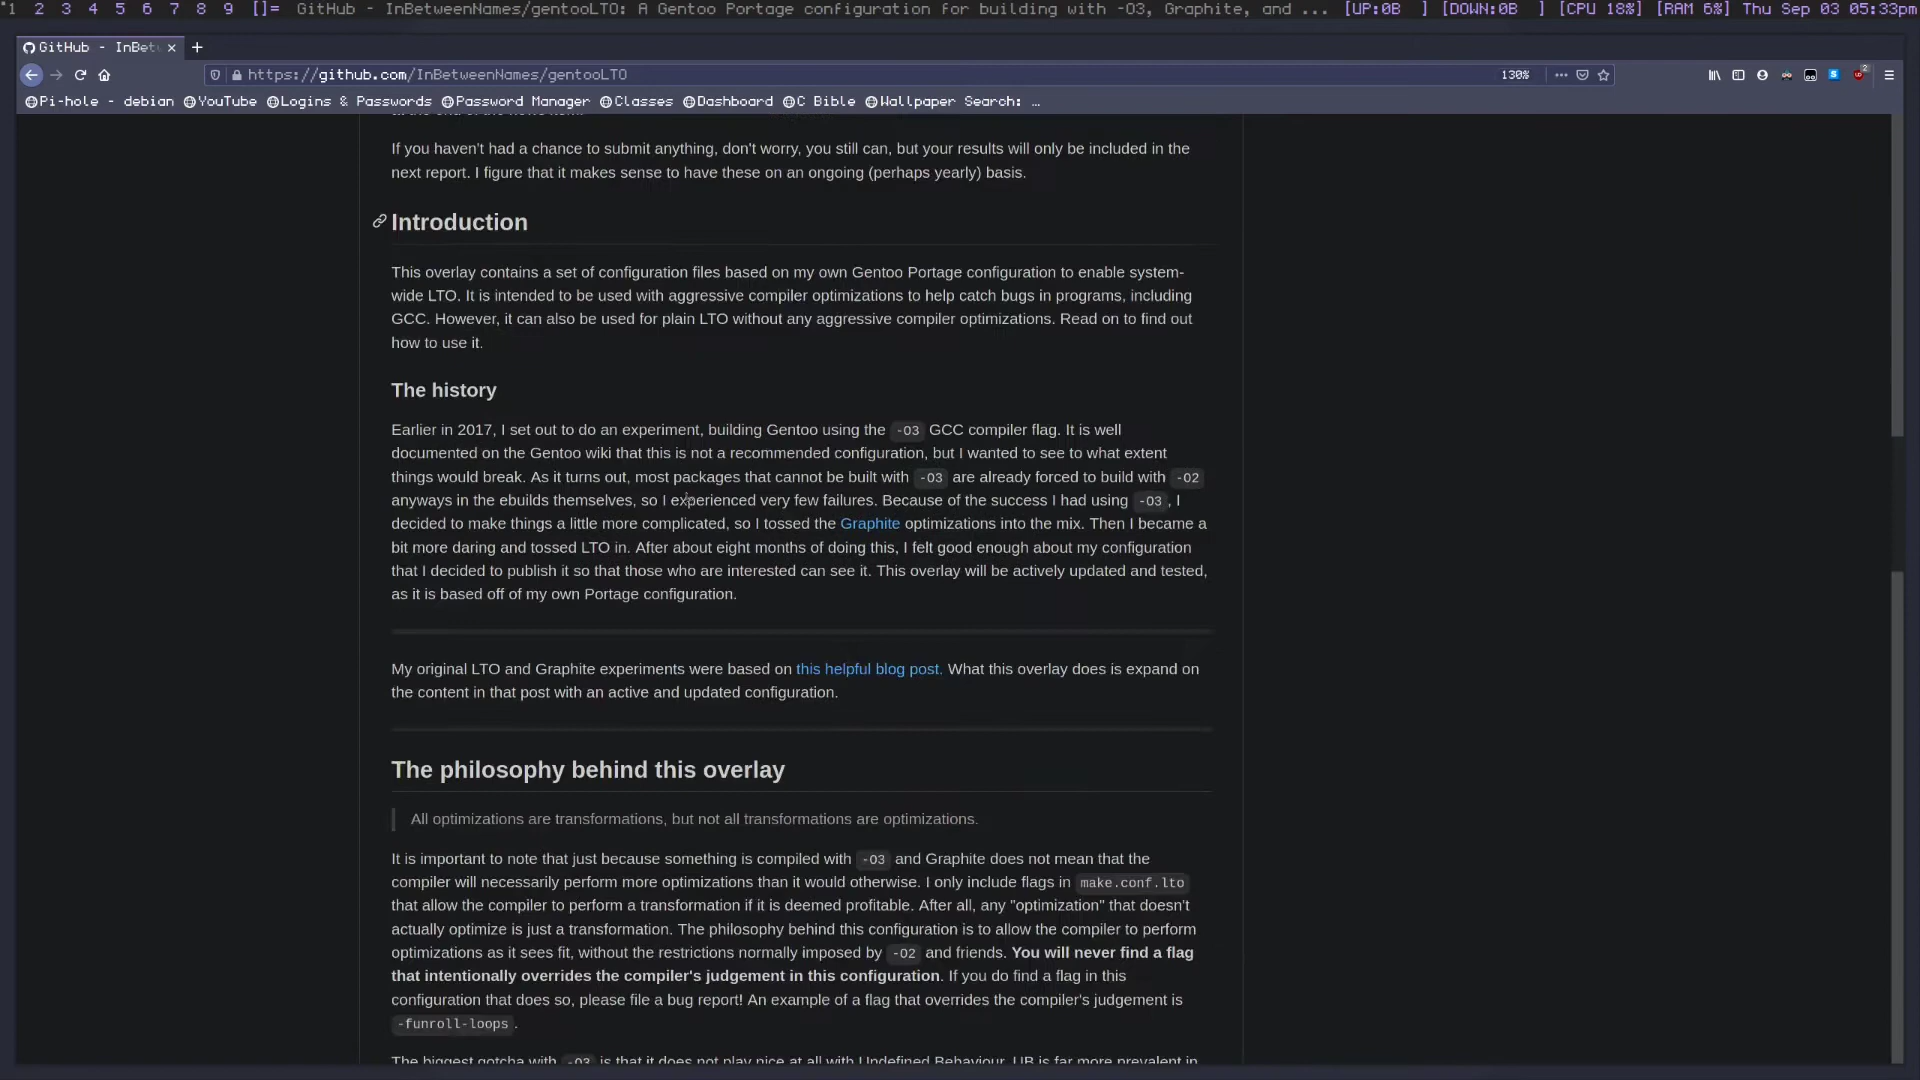 1 2 3 4 5 6 7 8 9 []= GitHub - InBetweenNames/gentooLTO: A Gentoo Portage configuration for building with -O3, Graphite, and ... [UP:0B ] [DOWN:0B ] [CPU 18%] [RAM 6%] Thu Sep 03 05:33pm
GitHub - InBet
https://github.com/InBetweenNames/gentooLTO 130%
Pi-hole - debian YouTube Logins & Passwords Password Manager Classes Dashboard C Bible Wallpaper Search: …
If you haven't had a chance to submit anything, don't worry, you still can, but your results will only be included in the
next report. I figure that it makes sense to have these on an ongoing (perhaps yearly) basis.
Introduction
This overlay contains a set of configuration files based on my own Gentoo Portage configuration to enable system-
wide LTO. It is intended to be used with aggressive compiler optimizations to help catch bugs in programs, including
GCC. However, it can also be used for plain LTO without any aggressive compiler optimizations. Read on to find out
how to use it.
The history
Earlier in 2017, I set out to do an experiment, building Gentoo using the -O3 GCC compiler flag. It is well
documented on the Gentoo wiki that this is not a recommended configuration, but I wanted to see to what extent
things would break. As it turns out, most packages that cannot be built with -O3 are already forced to build with -O2
anyways in the ebuilds themselves, so I experienced very few failures. Because of the success I had using -O3, I
decided to make things a little more complicated, so I tossed the Graphite optimizations into the mix. Then I became a
bit more daring and tossed LTO in. After about eight months of doing this, I felt good enough about my configuration
that I decided to publish it so that those who are interested can see it. This overlay will be actively updated and tested,
as it is based off of my own Portage configuration.
My original LTO and Graphite experiments were based on this helpful blog post. What this overlay does is expand on
the content in that post with an active and updated configuration.
The philosophy behind this overlay
All optimizations are transformations, but not all transformations are optimizations.
It is important to note that just because something is compiled with -O3 and Graphite does not mean that the
compiler will necessarily perform more optimizations than it would otherwise. I only include flags in make.conf.lto
that allow the compiler to perform a transformation if it is deemed profitable. After all, any "optimization" that doesn't
actually optimize is just a transformation. The philosophy behind this configuration is to allow the compiler to perform
optimizations as it sees fit, without the restrictions normally imposed by -O2 and friends. You will never find a flag
that intentionally overrides the compiler's judgement in this configuration. If you do find a flag in this
configuration that does so, please file a bug report! An example of a flag that overrides the compiler's judgement is
-funroll-loops.
The biggest gotcha with -O3 is that it does not play nice at all with Undefined Behaviour. UB is far more prevalent in